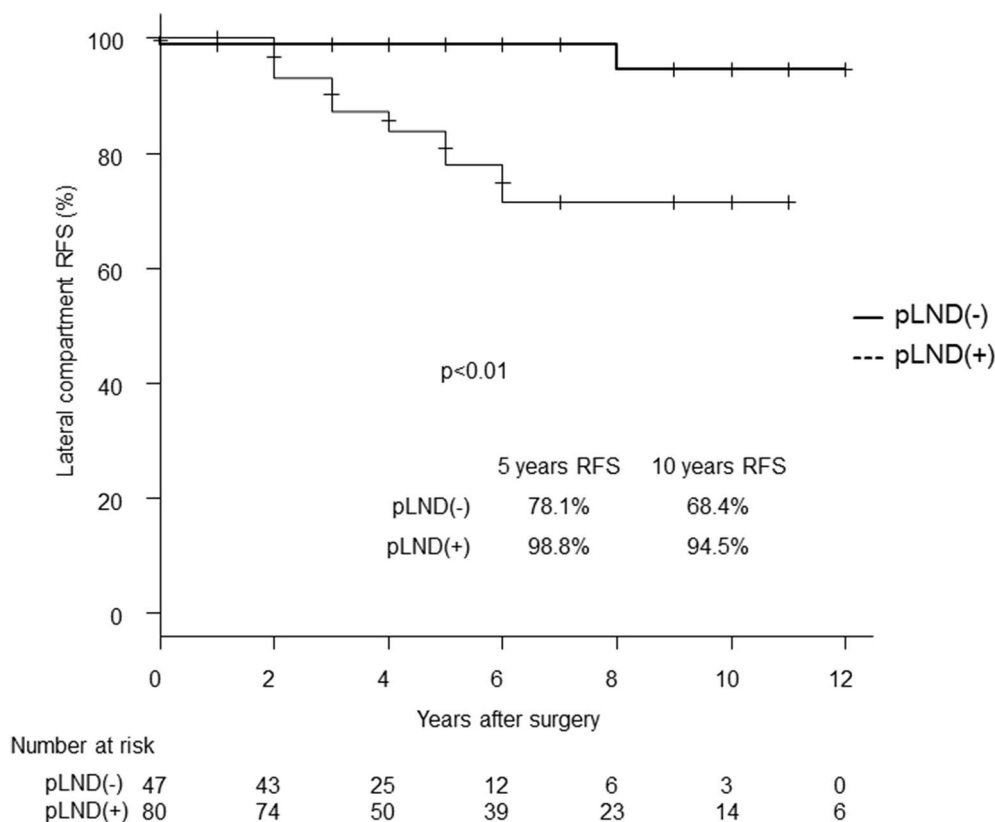 100
80
60
40
20
0
Lateral compartment RFS (%)
pLND(-)
pLND(+)
p<0.01
5 years RFS 10 years RFS
pLND(-) 78.1% 68.4%
pLND(+) 98.8% 94.5%
0 2 4 6 8 10 12
Years after surgery
Number at risk
pLND(-) 47 43 25 12 6 3 0
pLND(+) 80 74 50 39 23 14 6